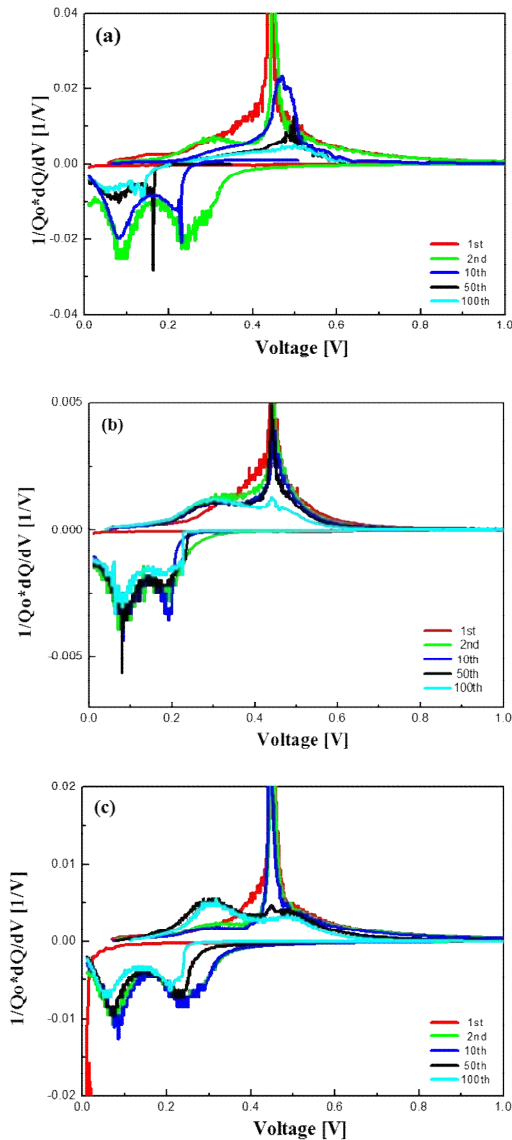 (a)
1/Qo*dQ/dV [1/V]
0.04
0.02
0.00
-0.02
-0.04
0.0 0.2 0.4 0.6 0.8 1.0
Voltage [V]
1st
2nd
10th
50th
100th
(b)
1/Qo*dQ/dV [1/V]
0.005
0.000
-0.005
0.0 0.2 0.4 0.6 0.8 1.0
Voltage [V]
1st
2nd
10th
50th
100th
(c)
1/Qo*dQ/dV [1/V]
0.02
0.01
0.00
-0.01
-0.02
0.0 0.2 0.4 0.6 0.8 1.0
Voltage [V]
1st
2nd
10th
50th
100th